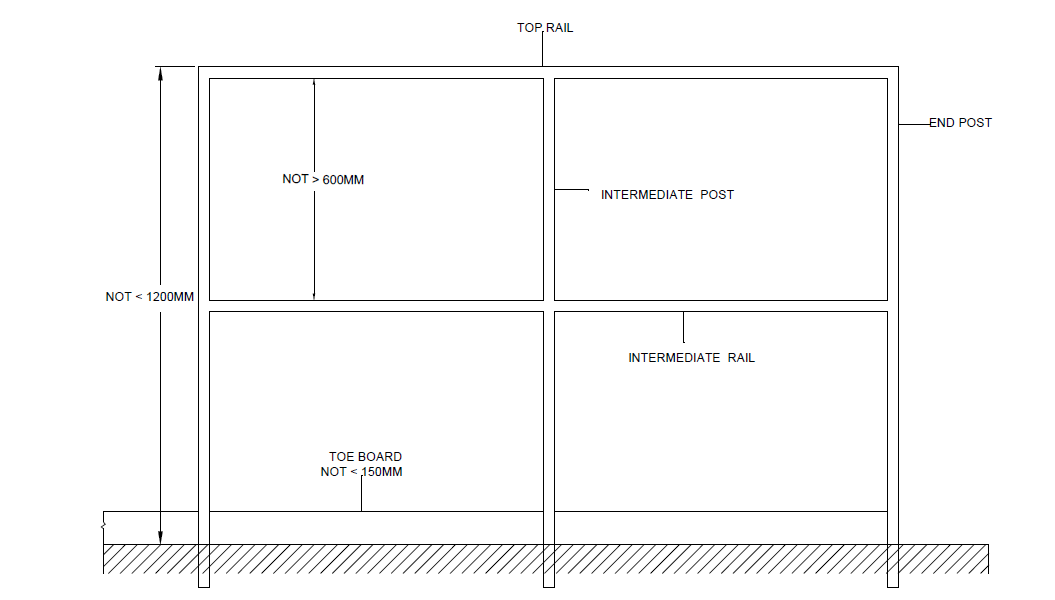 TOP RAIL
END POST
NOT > 600MM
INTERMEDIATE POST
NOT < 1200MM
INTERMEDIATE RAIL
TOE BOARD
NOT < 150MM